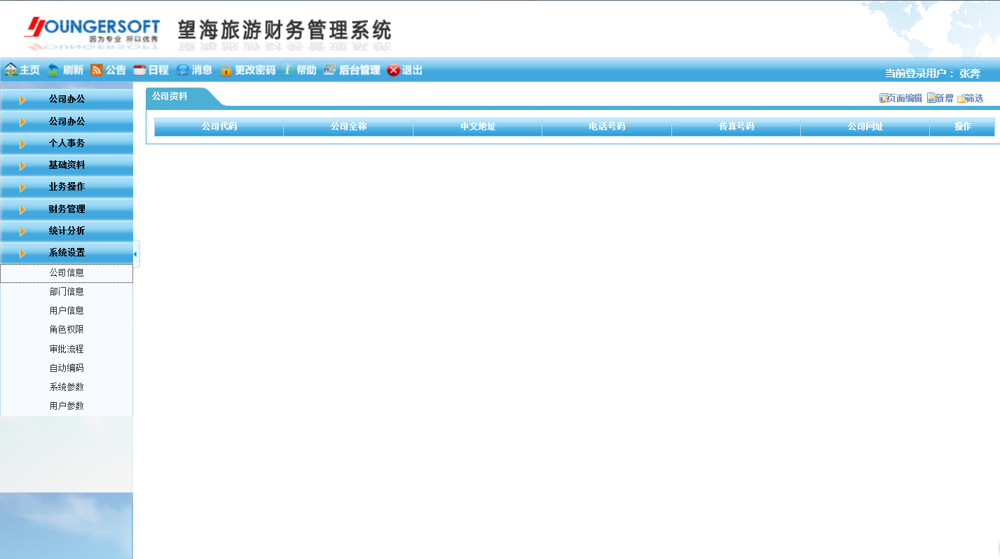 YOUNGERSOFT
因为专业 所以优秀
望海旅游财务管理系统
主页 刷新 公告 日程 消息 更改密码 帮助 后台管理 退出
当前登录用户： 张奔
公司办公
公司办公
个人事务
基础资料
业务操作
财务管理
统计分析
系统设置
公司信息
部门信息
用户信息
角色权限
审批流程
自动编码
系统参数
用户参数
公司资料
页面编辑 新增 筛选
公司代码 公司全称 中文地址 电话号码 传真号码 公司网址 操作